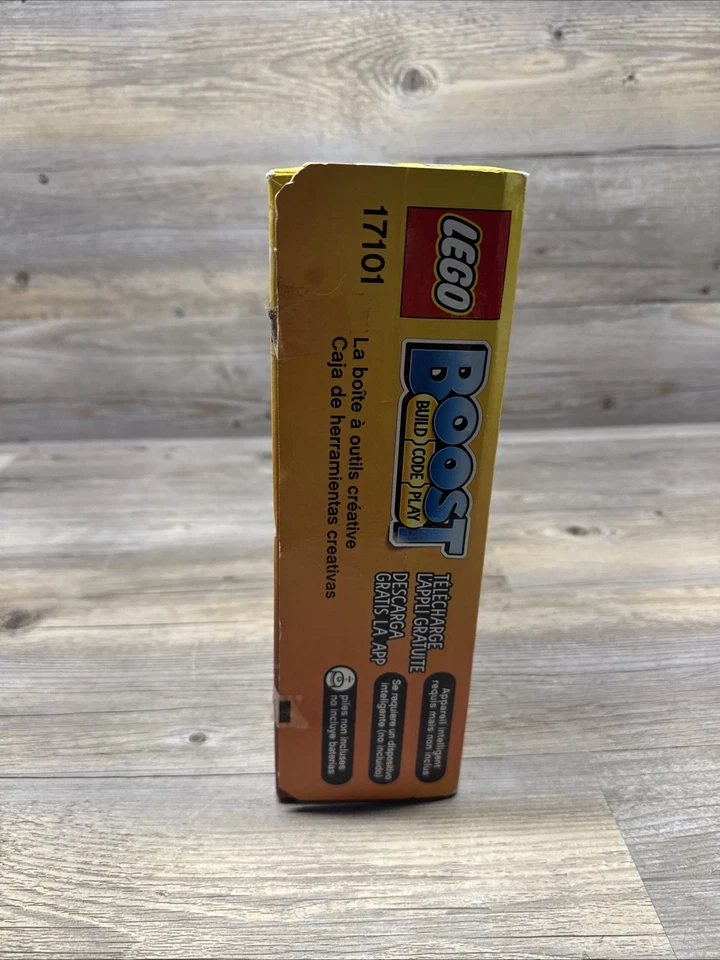 LEGO
BOOST
BUILD CODE PLAY
17101
La boîte à outils créative
Caja de herramientas creativas
TÉLÉCHARGE
L'APPLI GRATUITE
DESCARGA
GRATIS LA APP
Appareil intelligent
requis mais non inclus
Se requiere un dispositivo
inteligente (no incluido)
piles non incluses
no incluye baterías